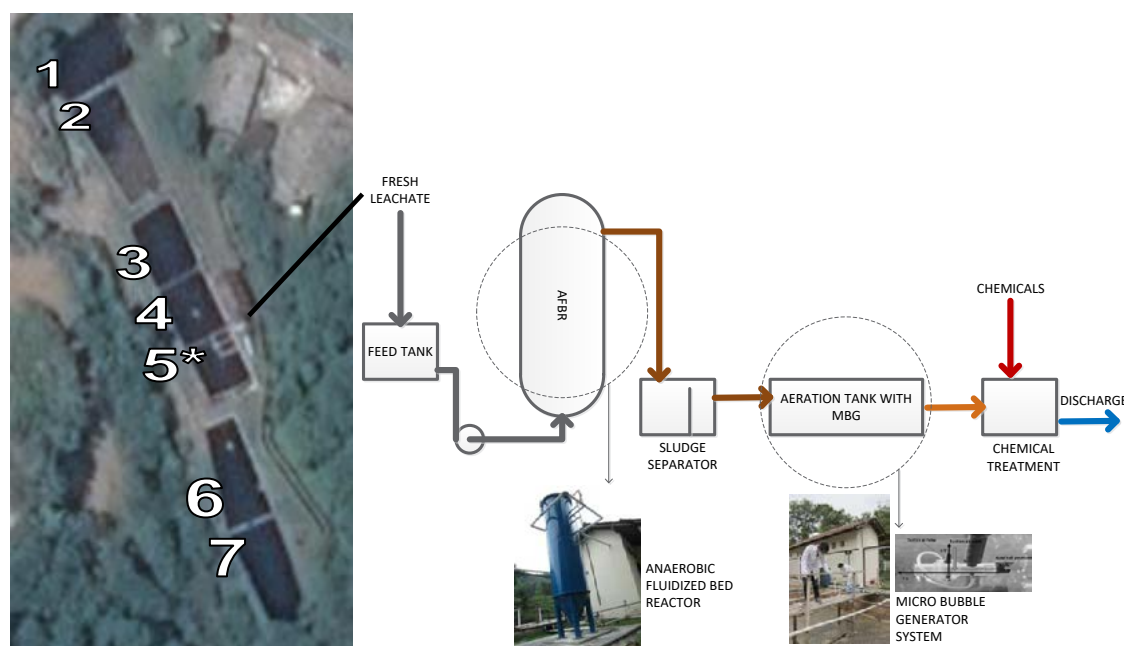 1
2
3
4
5*
6
7
FRESH
LEACHATE
FEED TANK
AFBR
SLUDGE
SEPARATOR
AERATION TANK WITH
MBG
CHEMICALS
CHEMICAL
TREATMENT
DISCHARGE
ANAEROBIC
FLUIDIZED BED
REACTOR
MICRO BUBBLE
GENERATOR
SYSTEM